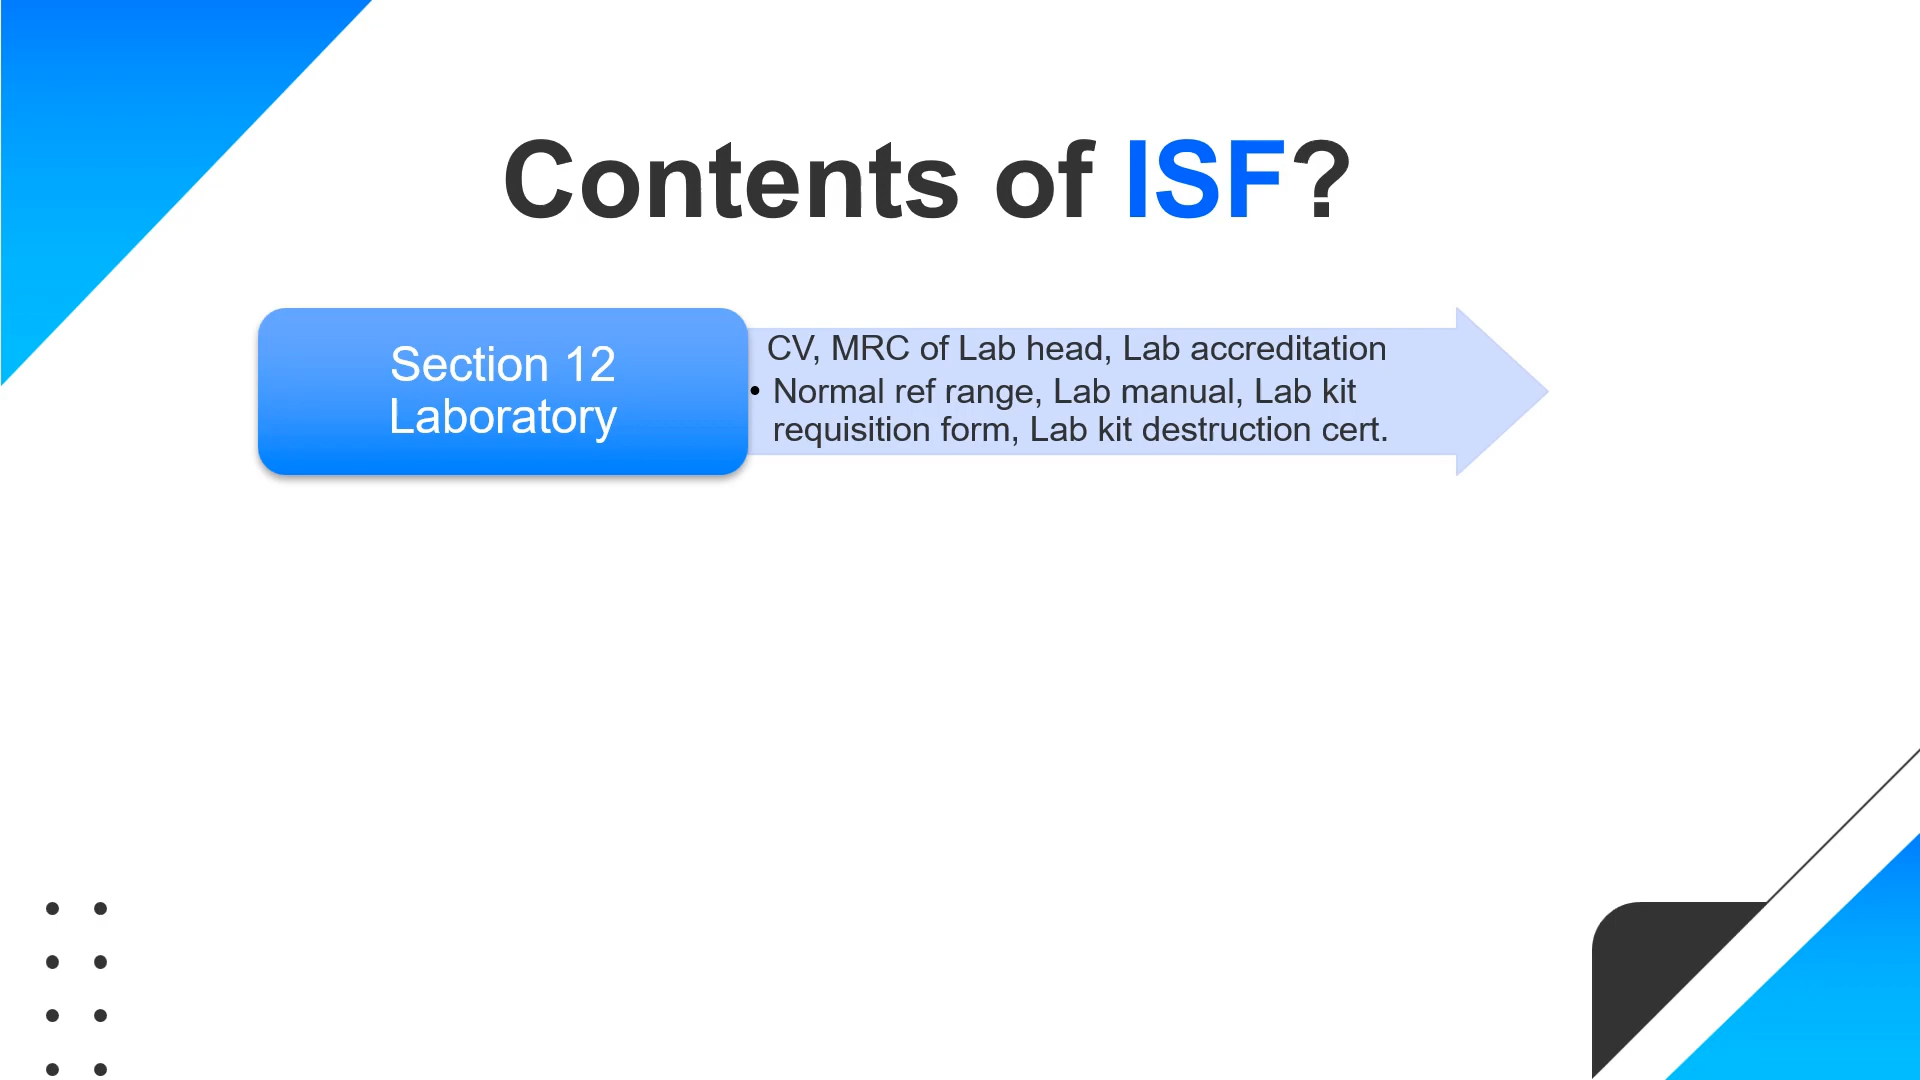 Contents of ISF?
Section 12
Laboratory
CV, MRC of Lab head, Lab accreditation
• Normal ref range, Lab manual, Lab kit
requisition form, Lab kit destruction cert.